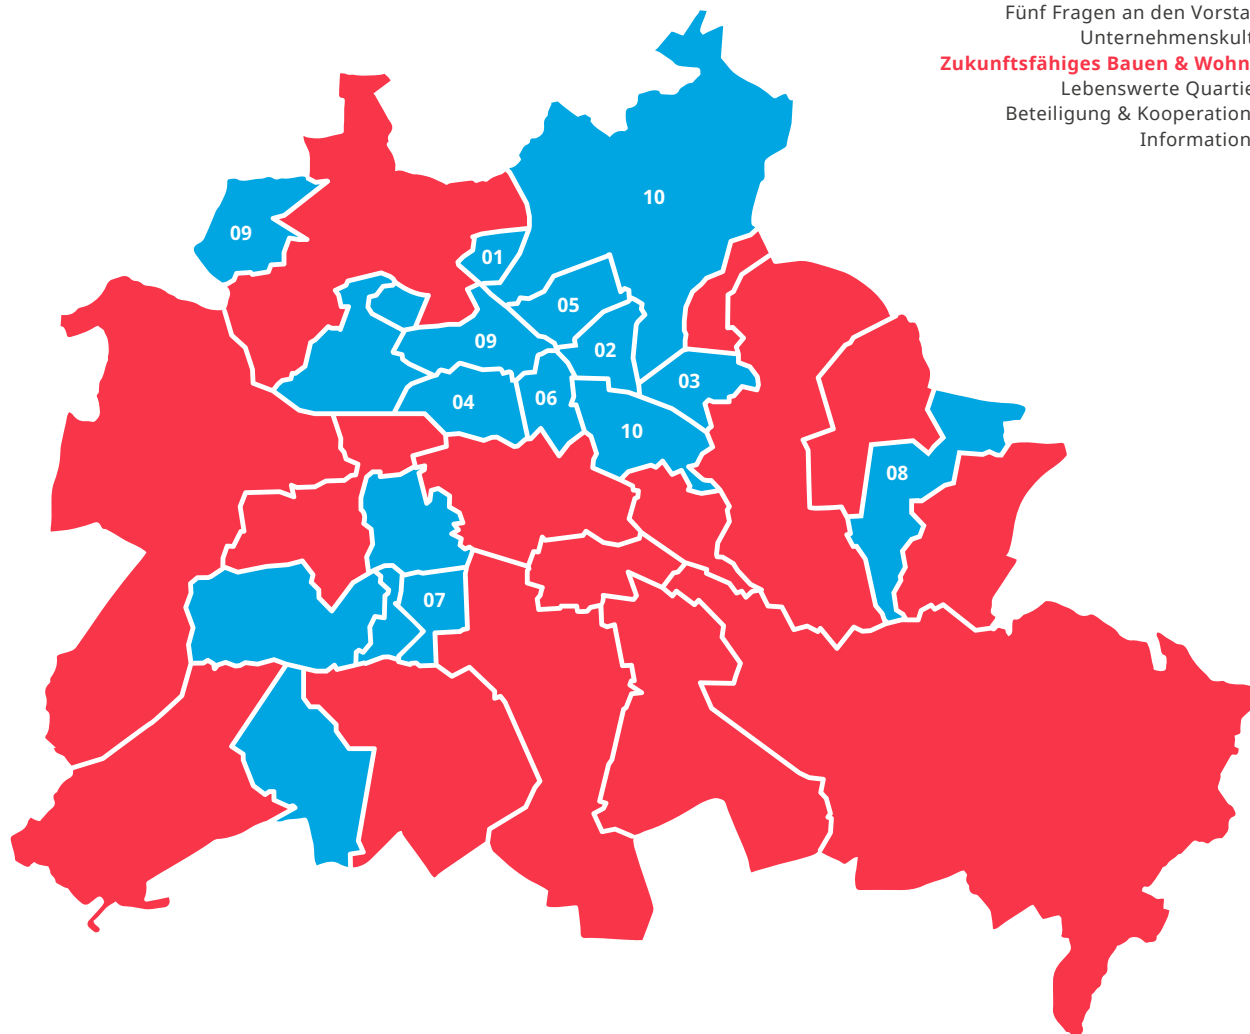 Fünf Fragen an den Vorsta
Unternehmenskult
Zukunftsfähiges Bauen & Wohn
Lebenswerte Quartie
Beteiligung & Kooperation
Information
10
09
01
05
09
02
03
04
06
10
08
07